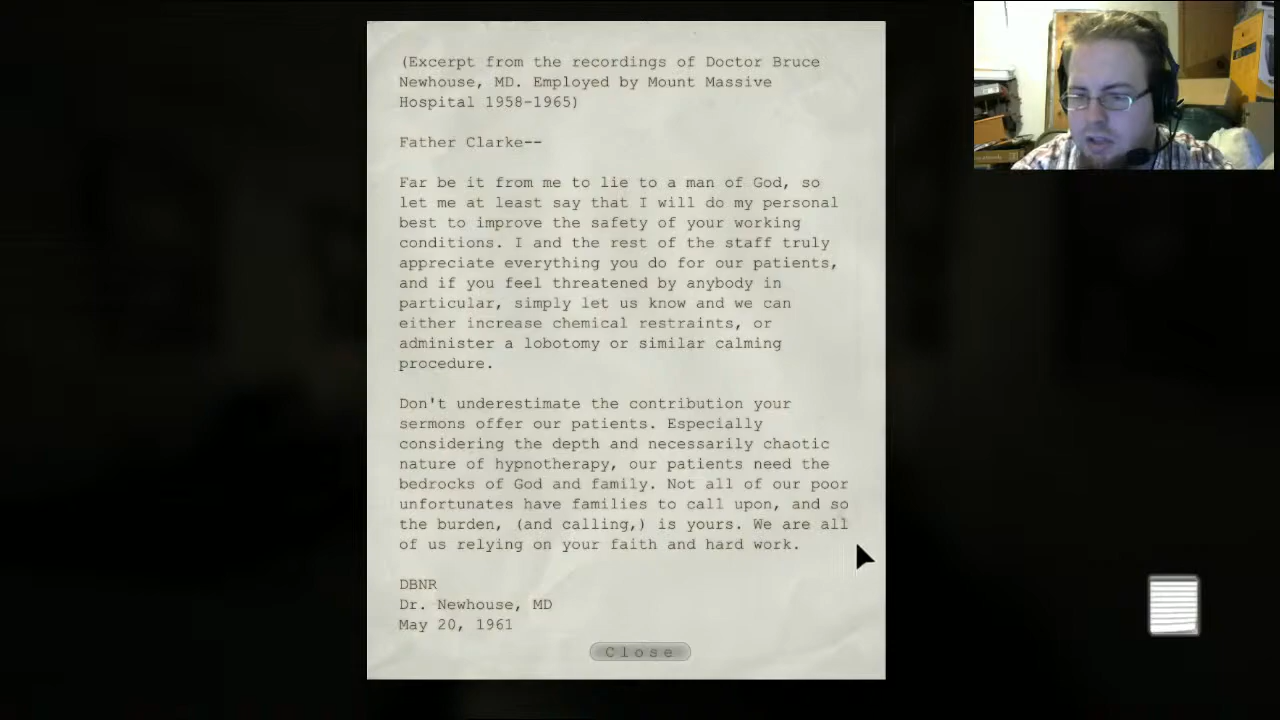 (Excerpt from the recordings of Doctor Bruce
Newhouse, MD. Employed by Mount Massive
Hospital 1958-1965)
Father Clarke--
Far be it from me to lie to a man of God, so
let me at least say that I will do my personal
best to improve the safety of your working
conditions. I and the rest of the staff truly
appreciate everything you do for our patients,
and if you feel threatened by anybody in
particular, simply let us know and we can
either increase chemical restraints, or
administer a lobotomy or similar calming
procedure.
Don't underestimate the contribution your
sermons offer our patients. Especially
considering the depth and necessarily chaotic
nature of hypnotherapy, our patients need the
bedrocks of God and family. Not all of our poor
unfortunates have families to call upon, and so
the burden, (and calling,) is yours. We are all
of us relying on your faith and hard work.
DBNR
Dr. Newhouse, MD
May 20, 1961
Close